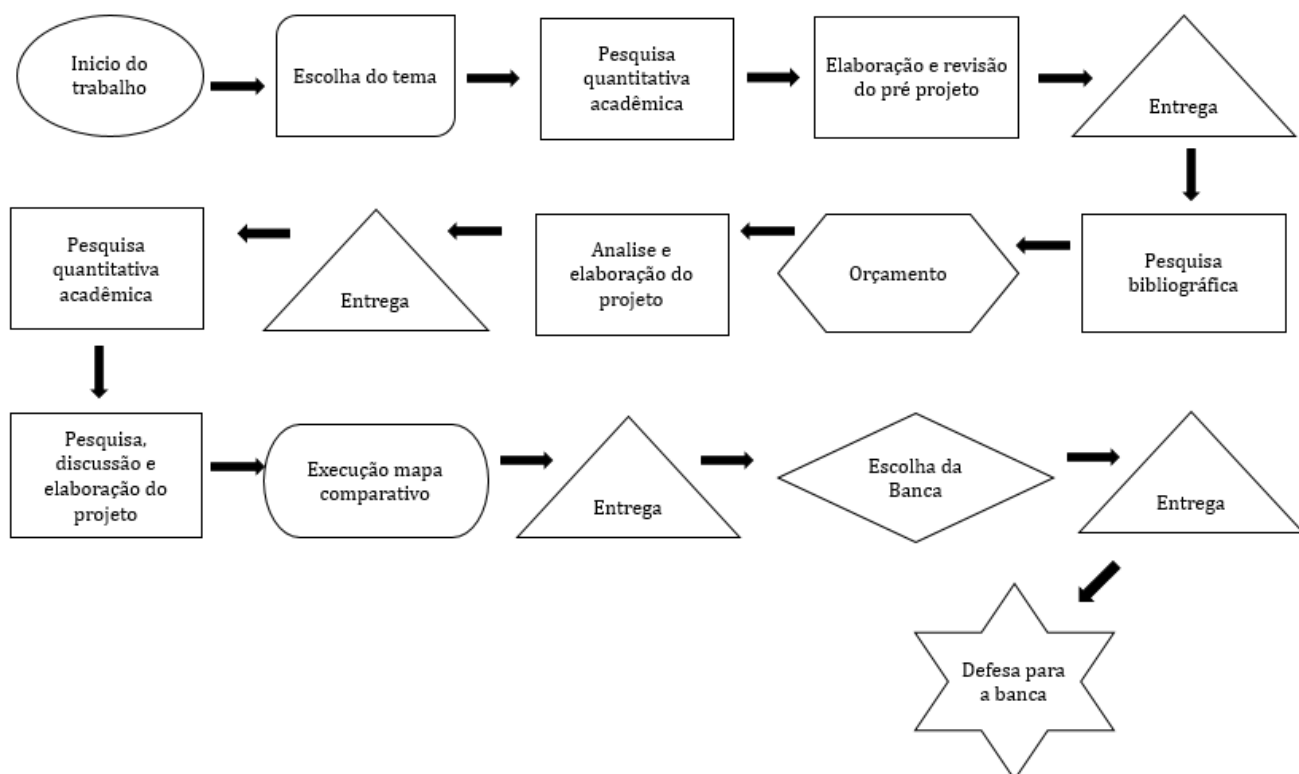 Inicio do
trabalho
Escolha do tema
Pesquisa
quantitativa
acadêmica
Elaboração e revisão
do pré projeto
Entrega
Pesquisa
bibliográfica
Orçamento
Analise e
elaboração do
projeto
Entrega
Pesquisa
quantitativa
acadêmica
Pesquisa,
discussão e
elaboração do
projeto
Execução mapa
comparativo
Entrega
Escolha da
Banca
Entrega
Defesa para
a banca